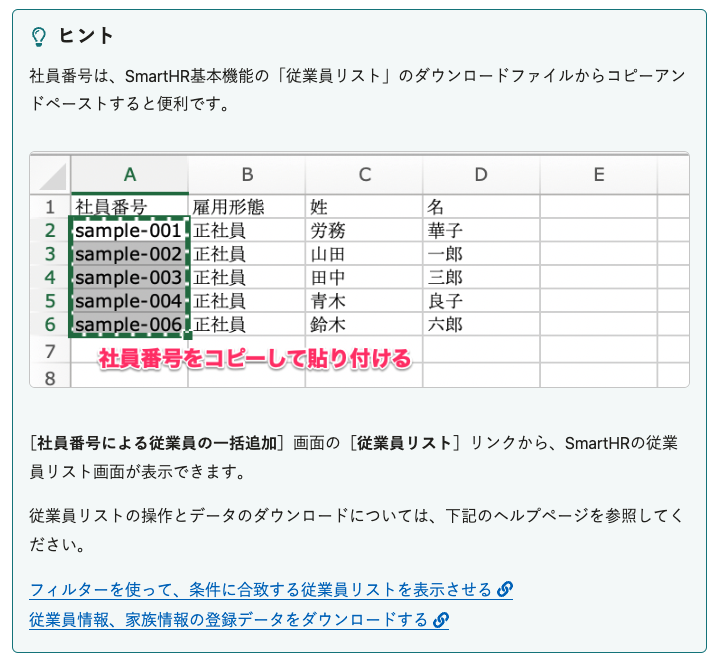 ヒント
社員番号は、SmartHR基本機能の「従業員リスト」のダウンロードファイルからコピーアン
ドペーストすると便利です。
A B C D E
1 社員番号 雇用形態 姓 名
2 sample-001 正社員 労務 華子
3 sample-002 正社員 山田 一郎
4 sample-003 正社員 田中 三郎
5 sample-004 正社員 青木 良子
6 sample-006 正社員 鈴木 六郎
7
社員番号をコピーして貼り付ける
8
[社員番号による従業員の一括追加] 画面の [従業員リスト] リンクから、SmartHRの従業
員リスト画面が表示できます。
従業員リストの操作とデータのダウンロードについては、下記のヘルプページを参照してく
ださい。
フィルターを使って、条件に合致する従業員リストを表示させる
従業員情報、家族情報の登録データをダウンロードする